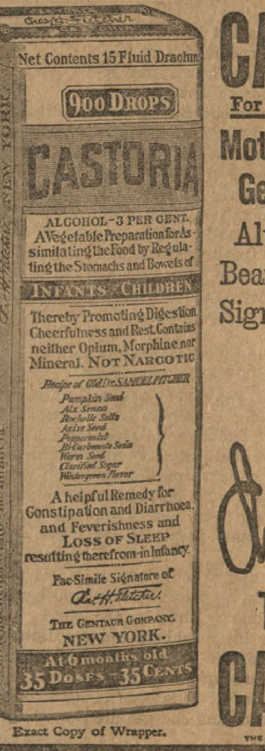 Chas. H. Fletcher
Net Contents 15 Fluid Drachm
900 DROPS
CASTORIA
ALCOHOL-3 PER CENT.
A Vegetable Preparation for As-
similating the Food by Regula-
ting the Stomachs and Bowels of
INFANTS CHILDREN
Thereby Promoting Digestion
Cheerfulness and Rest. Contains
neither Opium, Morphine nor
Mineral. NOT NARCOTIC
Recipe of Old Dr. SAMUEL PITCHER
Pumpkin Seed
Alx Senna
Rochelle Salts
Anise Seed
Peppermint
Bi Carbonate Soda
Worm Seed
Clarified Sugar
Wintergreen Flavor
A helpful Remedy for
Constipation and Diarrhoea.
and Feverishness and
LOSS OF SLEEP
resulting therefrom-in Infancy.
Fac-Simile Signature of
Chas. H. Fletcher.
THE CENTAUR COMPANY.
NEW YORK.
At 6 months old
35 DOSES - 35 CENTS
Exact Copy of Wrapper.
NEW YORK.
CA
For
Mot
Ge
Al
Bea
Sign
CA
THE